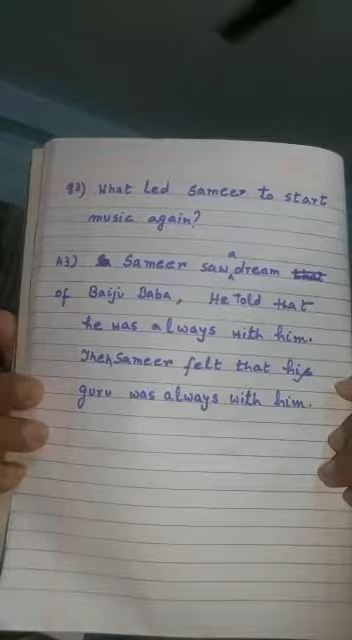 Q3) What led Sameer to start
music again?
A3) Sameer saw a dream
of Baiju Baba, He Told that
he was always with him.
Then Sameer felt that his
guru was always with him.